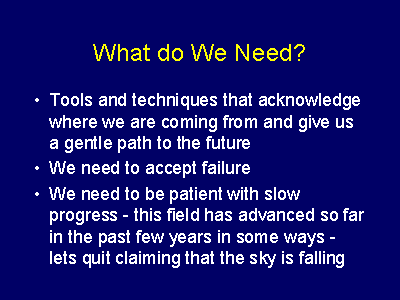 What do We Need?
• Tools and techniques that acknowledge
where we are coming from and give us
a gentle path to the future
• We need to accept failure
• We need to be patient with slow
progress - this field has advanced so far
in the past few years in some ways -
lets quit claiming that the sky is falling